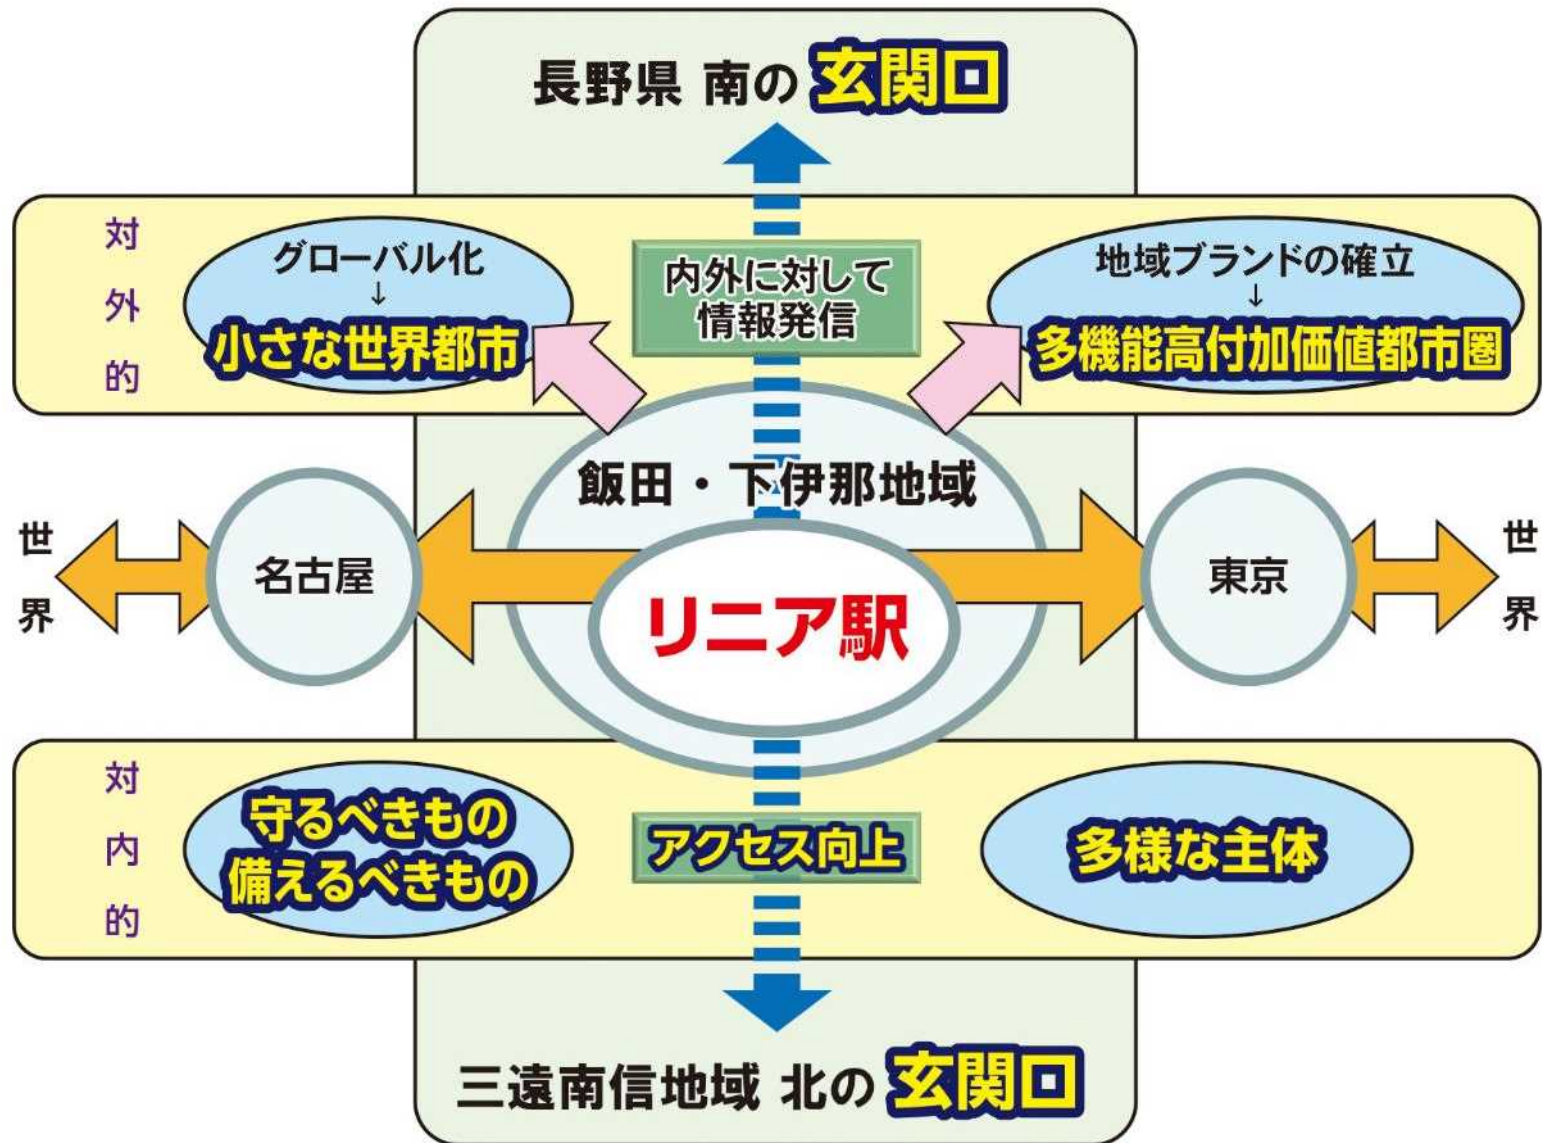 長野県 南の 玄関口
対外的
グローバル化
↓
小さな世界都市
内外に対して
情報発信
地域ブランドの確立
↓
多機能高付加価値都市圏
飯田・下伊那地域
世界
名古屋
リニア駅
東京
世界
対内的
守るべきもの
備えるべきもの
アクセス向上
多様な主体
三遠南信地域 北の 玄関口